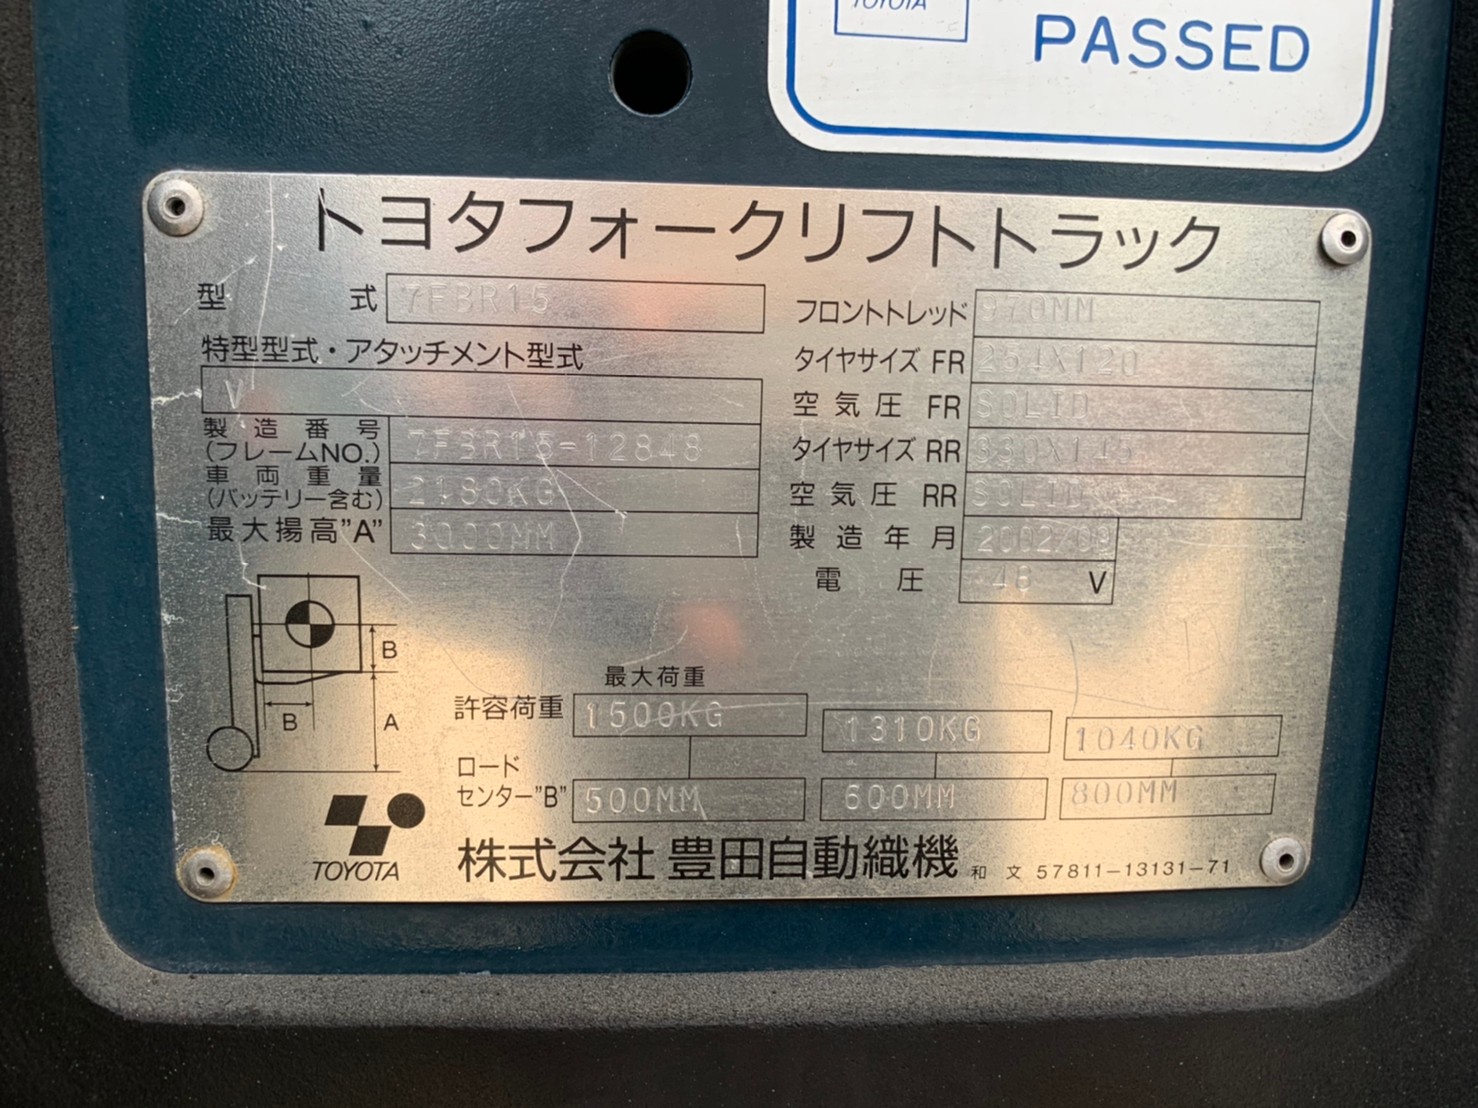 TOYOTA
PASSED
トヨタフォークリフトトラック
型 式 7FBR15
特型型式・アタッチメント型式
V
製造番号
(フレームNO.) 7FBR15-12848
車両重量
(バッテリー含む) 2180KG
最大揚高"A" 3000MM
フロントトレッド 970MM
タイヤサイズ FR 254X120
空気圧 FR SOLID
タイヤサイズ RR 330X145
空気圧 RR SOLID
製造年月 2002/09
電 圧 48 V
B
B
A
最大荷重
許容荷重 1500KG 1310KG 1040KG
ロード
センター"B" 500MM 600MM 800MM
TOYOTA
株式会社 豊田自動織機 和 文 57811-13131-71